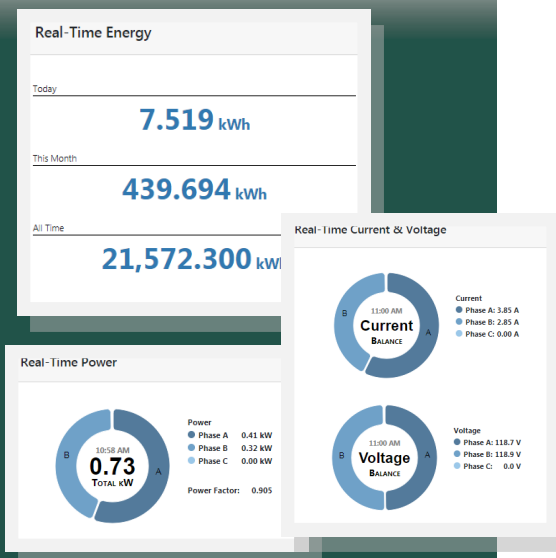 Real-Time Energy
Today
7.519 kWh
This Month
439.694 kWh
All Time
21,572.300 kW
Real-Time Current & Voltage
11:00 AM
Current
BALANCE
B
A
Current
Phase A: 3.85 A
Phase B: 2.85 A
Phase C: 0.00 A
11:00 AM
Voltage
BALANCE
B
A
Voltage
Phase A: 118.7 V
Phase B: 118.9 V
Phase C: 0.0 V
Real-Time Power
10:58 AM
0.73
TOTAL KW
B
A
Power
Phase A 0.41 kW
Phase B 0.32 kW
Phase C 0.00 kW
Power Factor: 0.905